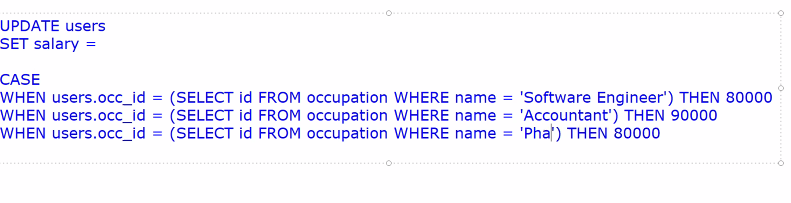 UPDATE users
SET salary =
CASE
WHEN users.occ_id = (SELECT id FROM occupation WHERE name = 'Software Engineer') THEN 80000
WHEN users.occ_id = (SELECT id FROM occupation WHERE name = 'Accountant') THEN 90000
WHEN users.occ_id = (SELECT id FROM occupation WHERE name = 'Pha') THEN 80000